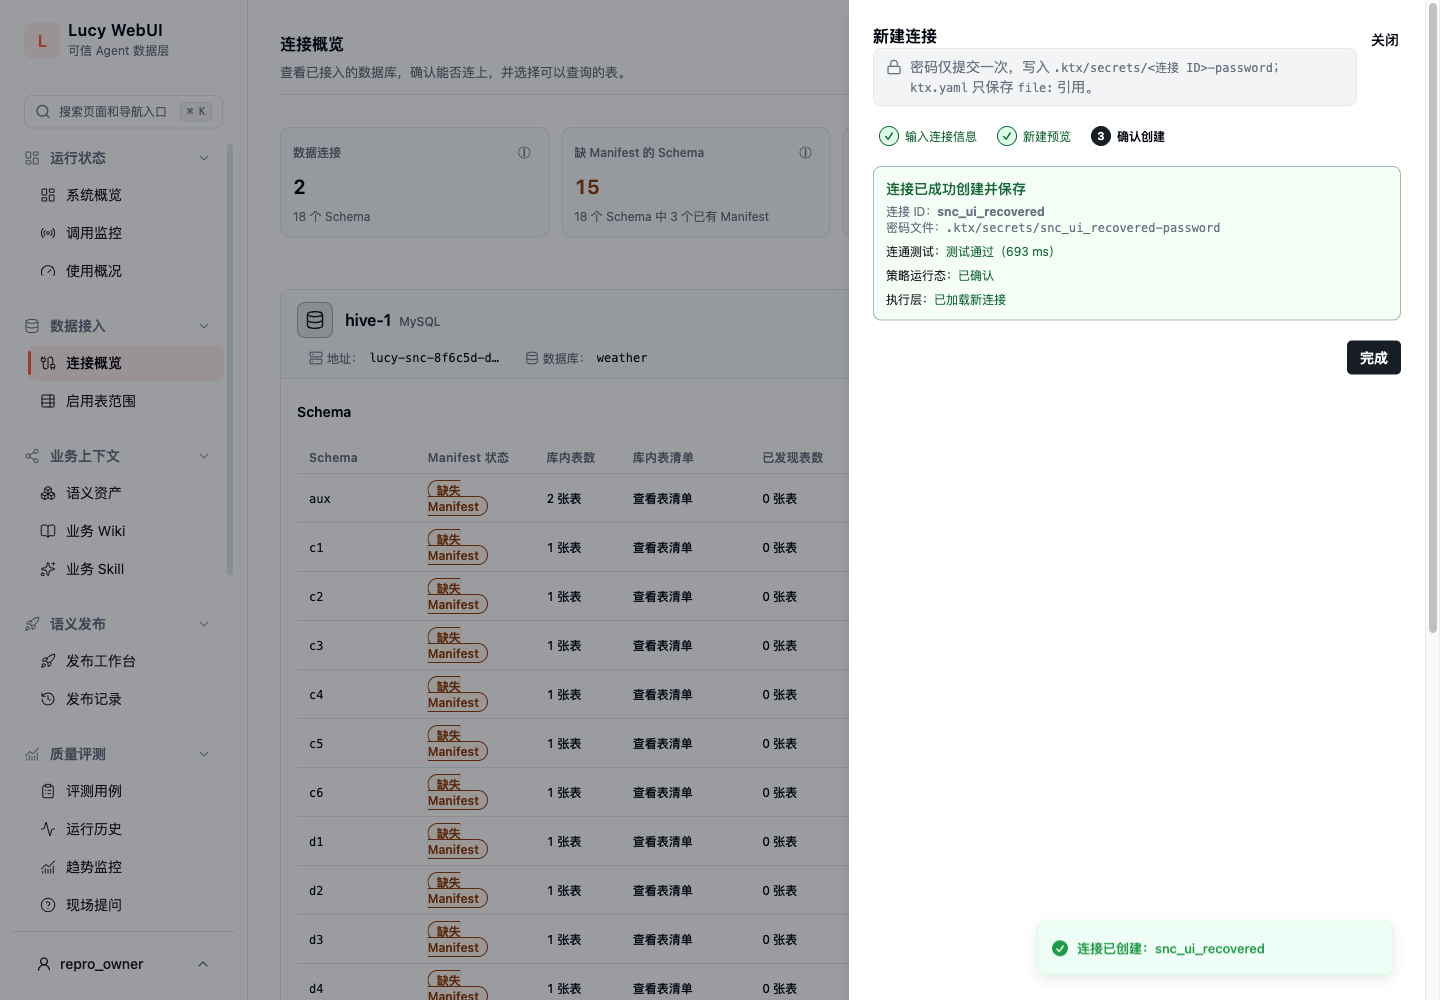 L
Lucy WebUI
可信 Agent 数据层
搜索页面和导航入口
⌘ K
运行状态
系统概览
调用监控
使用概况
数据接入
连接概览
启用表范围
业务上下文
语义资产
业务 Wiki
业务 Skill
语义发布
发布工作台
发布记录
质量评测
评测用例
运行历史
趋势监控
现场提问
repro_owner
连接概览
查看已接入的数据库，确认能否连上，并选择可以查询的表。
数据连接
2
18 个 Schema
缺 Manifest 的 Schema
15
18 个 Schema 中 3 个已有 Manifest
hive-1 MySQL
地址： lucy-snc-8f6c5d-d… 数据库： weather
Schema
Schema Manifest 状态 库内表数 库内表清单 已发现表数
aux 缺失 Manifest 2 张表 查看表清单 0 张表
c1 缺失 Manifest 1 张表 查看表清单 0 张表
c2 缺失 Manifest 1 张表 查看表清单 0 张表
c3 缺失 Manifest 1 张表 查看表清单 0 张表
c4 缺失 Manifest 1 张表 查看表清单 0 张表
c5 缺失 Manifest 1 张表 查看表清单 0 张表
c6 缺失 Manifest 1 张表 查看表清单 0 张表
d1 缺失 Manifest 1 张表 查看表清单 0 张表
d2 缺失 Manifest 1 张表 查看表清单 0 张表
d3 缺失 Manifest 1 张表 查看表清单 0 张表
d4 缺失 Manifest 1 张表 查看表清单 0 张表
新建连接
关闭
密码仅提交一次，写入 .ktx/secrets/<连接 ID>-password；
ktx.yaml 只保存 file: 引用。
输入连接信息
新建预览
3 确认创建
连接已成功创建并保存
连接 ID：snc_ui_recovered
密码文件：.ktx/secrets/snc_ui_recovered-password
连通测试：测试通过（693 ms）
策略运行态：已确认
执行层：已加载新连接
完成
连接已创建：snc_ui_recovered